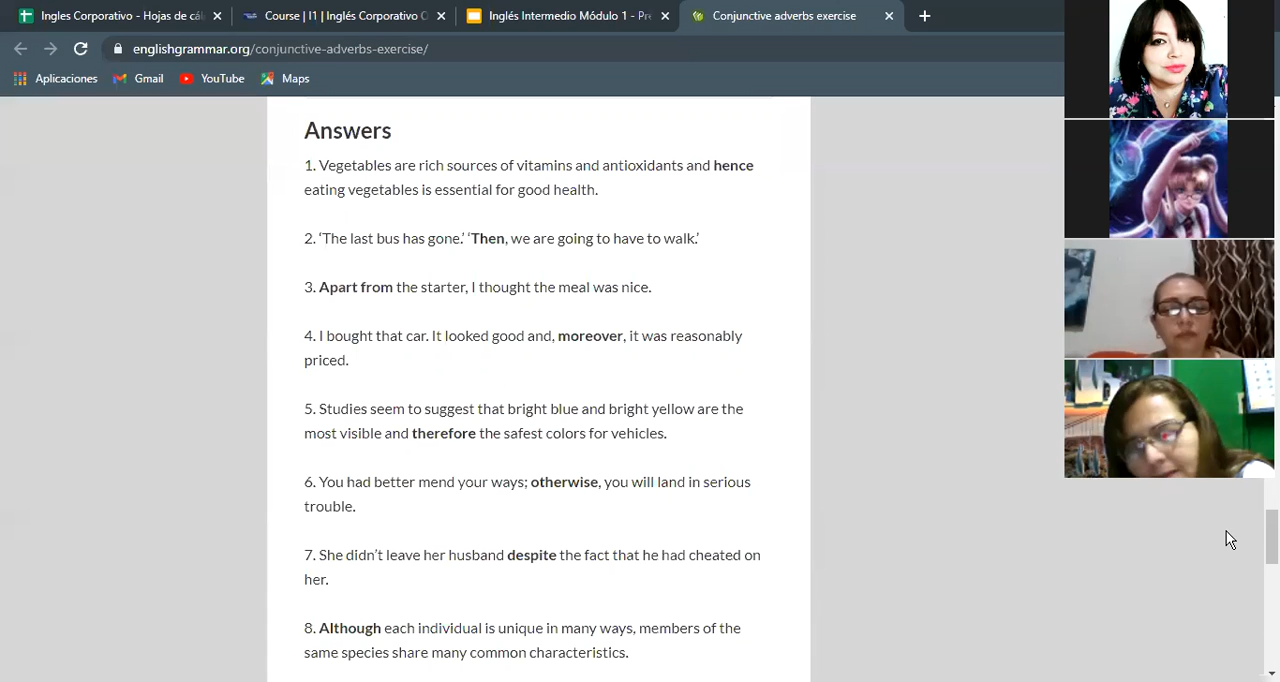 Ingles Corporativo - Hojas de cál
Course | I1 | Inglés Corporativo C
Inglés Intermedio Módulo 1 - Pre
Conjunctive adverbs exercise
englishgrammar.org/conjunctive-adverbs-exercise/
Aplicaciones
Gmail
YouTube
Maps
Answers
1. Vegetables are rich sources of vitamins and antioxidants and hence
eating vegetables is essential for good health.
2. ‘The last bus has gone.’ ‘Then, we are going to have to walk.’
3. Apart from the starter, I thought the meal was nice.
4. I bought that car. It looked good and, moreover, it was reasonably
priced.
5. Studies seem to suggest that bright blue and bright yellow are the
most visible and therefore the safest colors for vehicles.
6. You had better mend your ways; otherwise, you will land in serious
trouble.
7. She didn’t leave her husband despite the fact that he had cheated on
her.
8. Although each individual is unique in many ways, members of the
same species share many common characteristics.